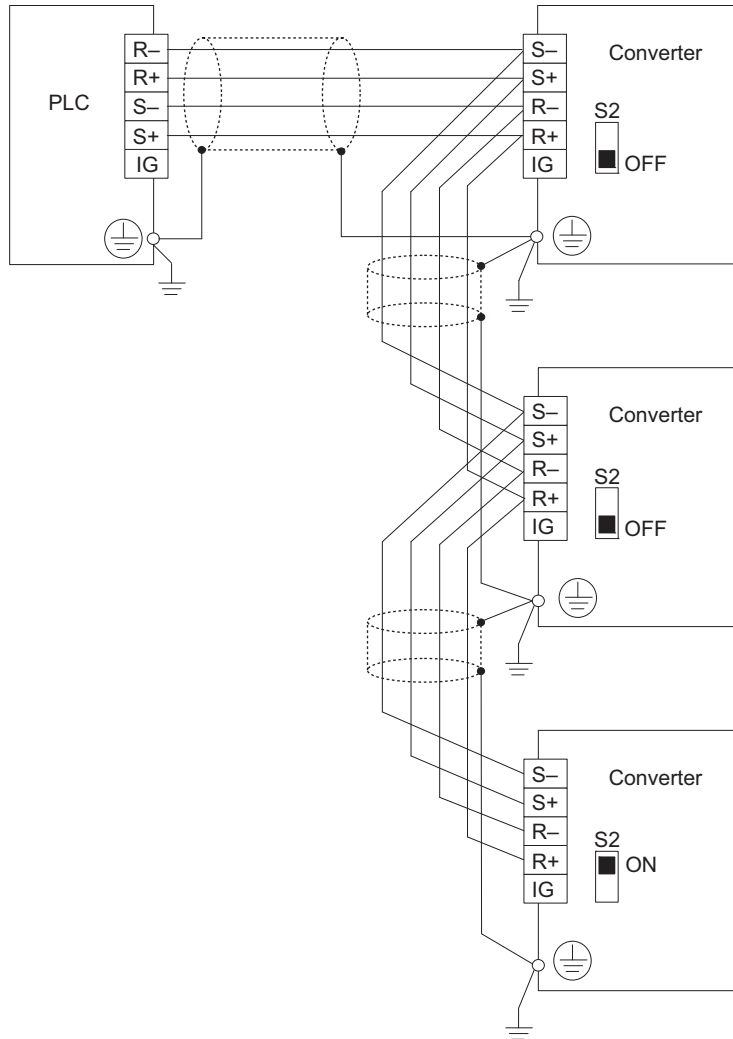 PLC
R–
R+
S–
S+
IG
S–
S+
R–
R+
IG
Converter
S2
OFF
S–
S+
R–
R+
IG
Converter
S2
OFF
S–
S+
R–
R+
IG
Converter
S2
ON